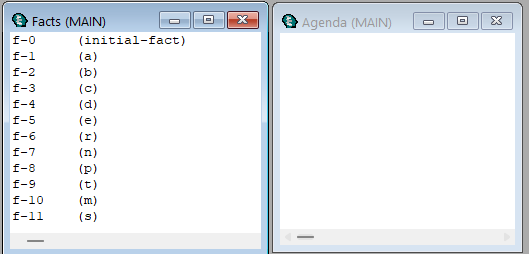 Facts (MAIN)
f-0 (initial-fact)
f-1 (a)
f-2 (b)
f-3 (c)
f-4 (d)
f-5 (e)
f-6 (r)
f-7 (n)
f-8 (p)
f-9 (t)
f-10 (m)
f-11 (s)
Agenda (MAIN)